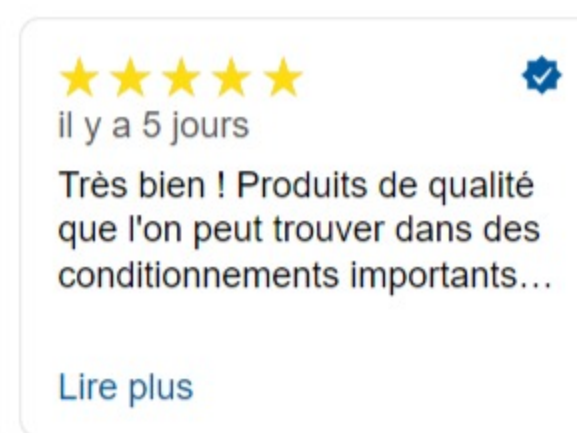 il y a 5 jours
Très bien ! Produits de qualité
que l'on peut trouver dans des
conditionnements importants...
Lire plus